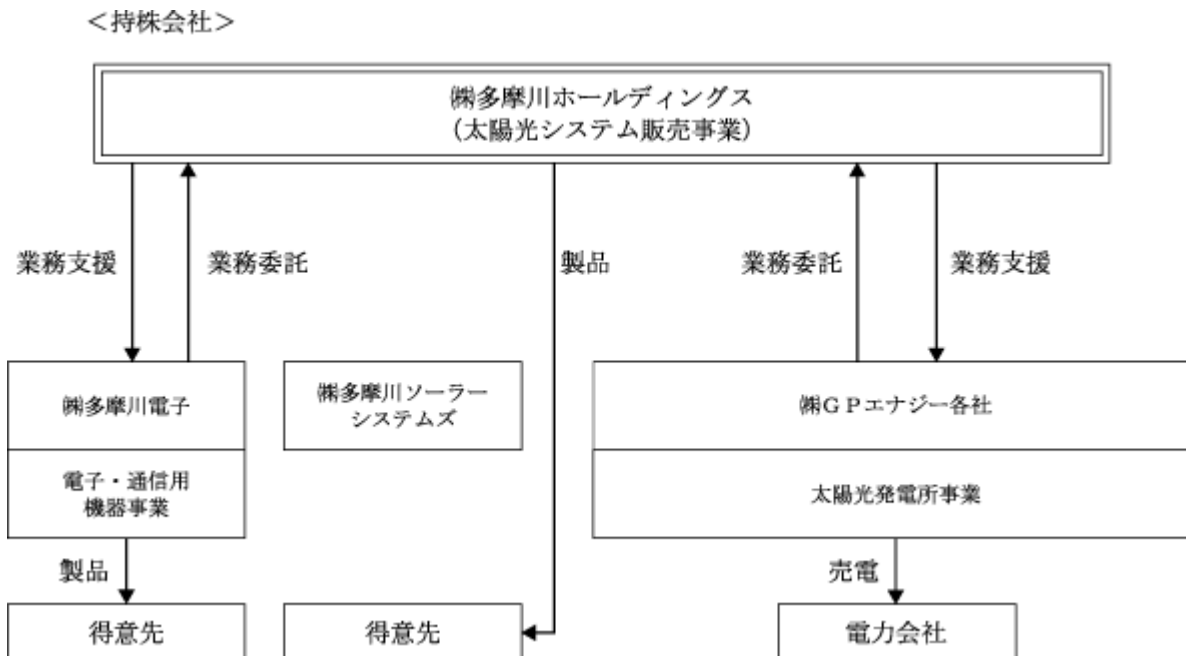 ＜持株会社＞
㈱多摩川ホールディングス
（太陽光システム販売事業）
業務支援
業務委託
製品
業務委託
業務支援
㈱多摩川電子
㈱多摩川ソーラー
システムズ
㈱ＧＰエナジー各社
電子・通信用
機器事業
太陽光発電所事業
製品
売電
得意先
得意先
電力会社